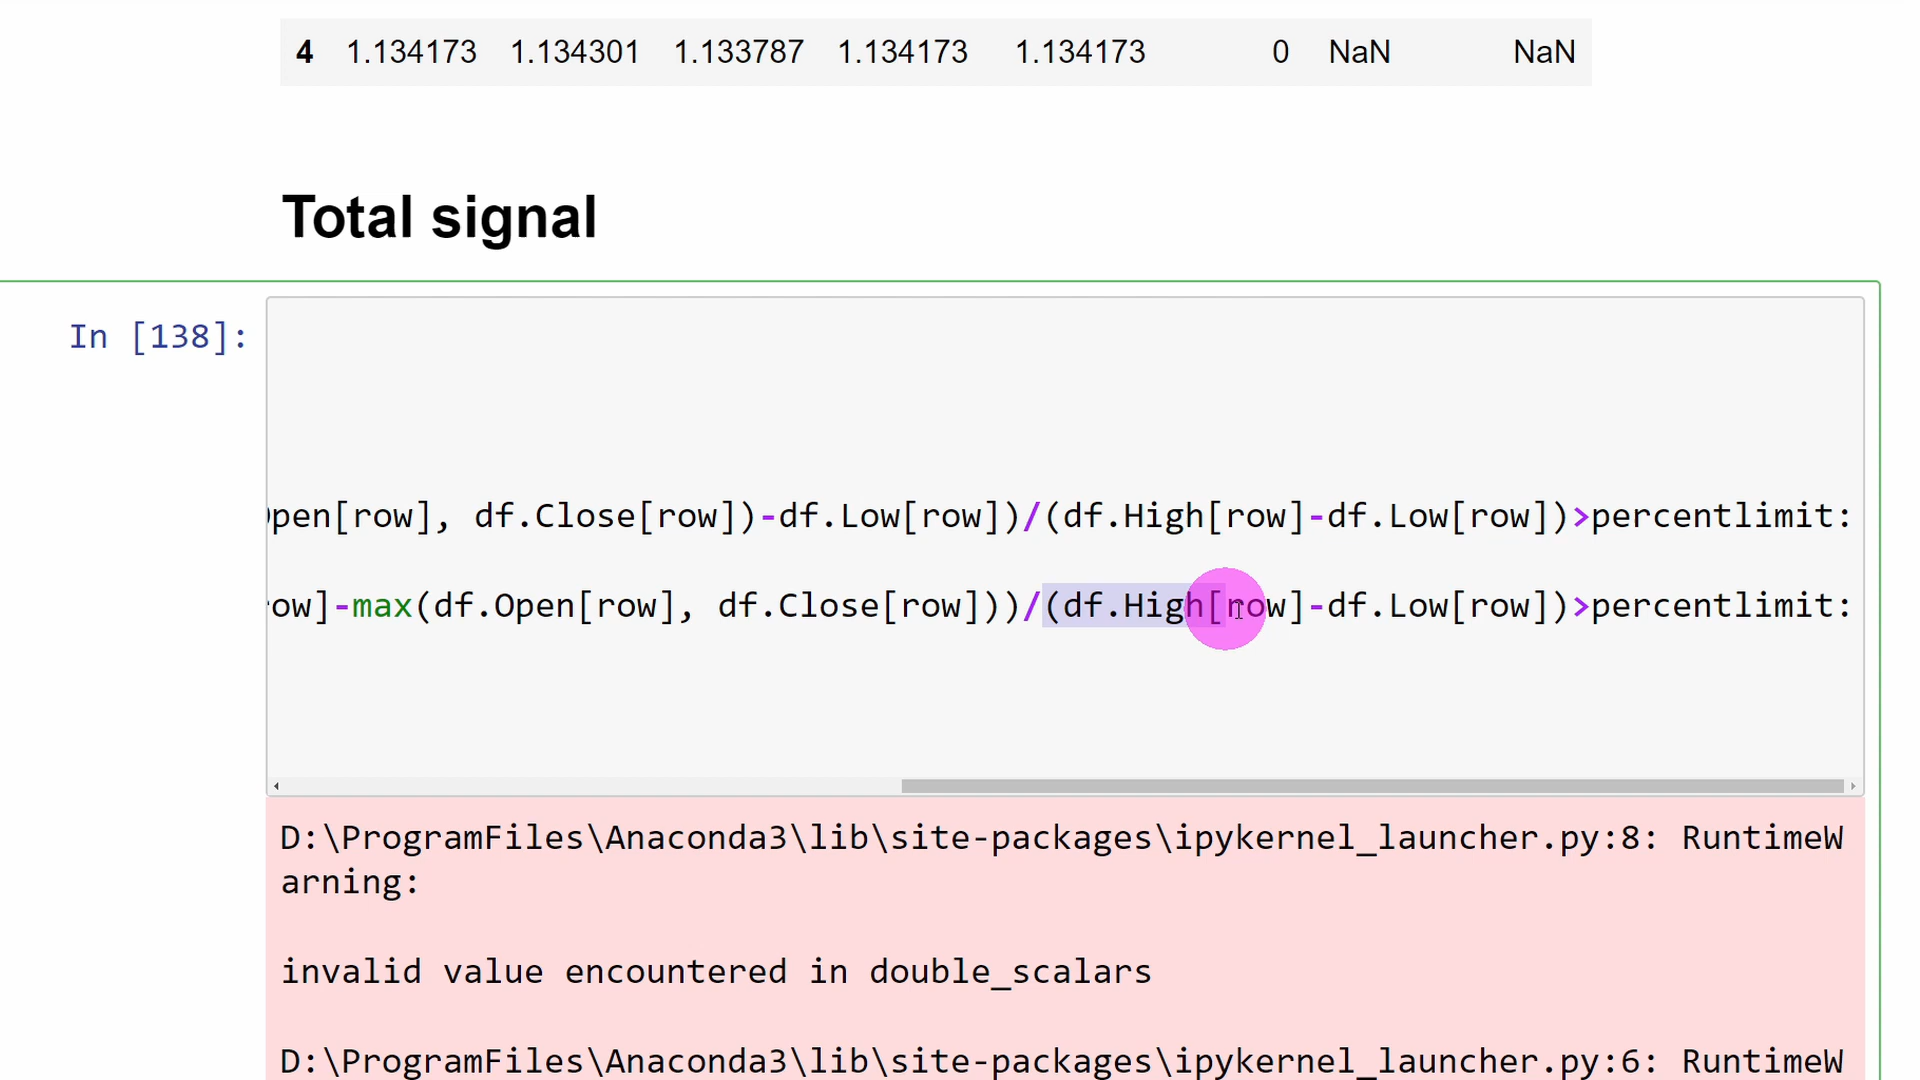 4 1.134173 1.134301 1.133787 1.134173 1.134173 0 NaN NaN
Total signal
In [138]:
pen[row], df.Close[row])-df.Low[row])/(df.High[row]-df.Low[row])>percentlimit:
row]-max(df.Open[row], df.Close[row]))/(df.High[row]-df.Low[row])>percentlimit:
D:\ProgramFiles\Anaconda3\lib\site-packages\ipykernel_launcher.py:8: RuntimeW
arning:
invalid value encountered in double_scalars
D:\ProgramFiles\Anaconda3\lib\site-packages\ipykernel_launcher.py:6: RuntimeW